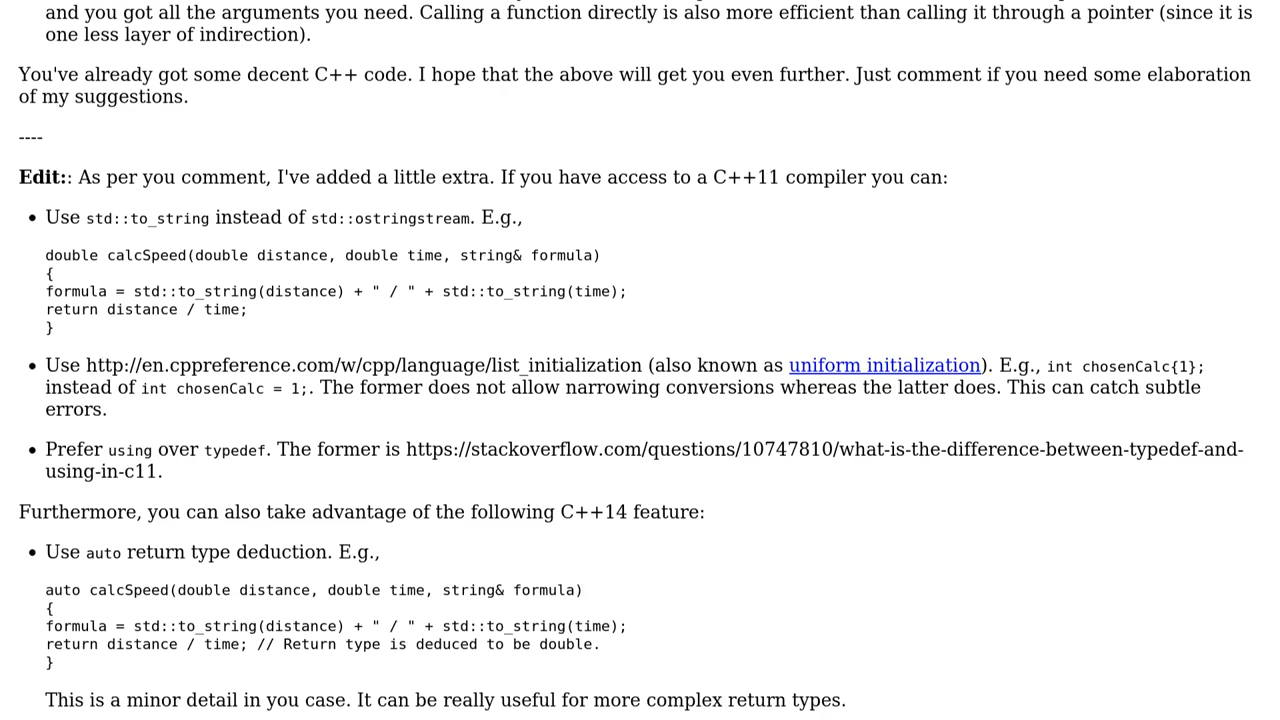 and you got all the arguments you need. Calling a function directly is also more efficient than calling it through a pointer (since it is
one less layer of indirection).
You've already got some decent C++ code. I hope that the above will get you even further. Just comment if you need some elaboration
of my suggestions.
----
Edit:: As per you comment, I've added a little extra. If you have access to a C++11 compiler you can:
• Use std::to_string instead of std::ostringstream. E.g.,
double calcSpeed(double distance, double time, string& formula)
{
formula = std::to_string(distance) + " / " + std::to_string(time);
return distance / time;
}
• Use http://en.cppreference.com/w/cpp/language/list_initialization (also known as uniform initialization). E.g., int chosenCalc{1};
instead of int chosenCalc = 1;. The former does not allow narrowing conversions whereas the latter does. This can catch subtle
errors.
• Prefer using over typedef. The former is https://stackoverflow.com/questions/10747810/what-is-the-difference-between-typedef-and-
using-in-c11.
Furthermore, you can also take advantage of the following C++14 feature:
• Use auto return type deduction. E.g.,
auto calcSpeed(double distance, double time, string& formula)
{
formula = std::to_string(distance) + " / " + std::to_string(time);
return distance / time; // Return type is deduced to be double.
}
This is a minor detail in you case. It can be really useful for more complex return types.